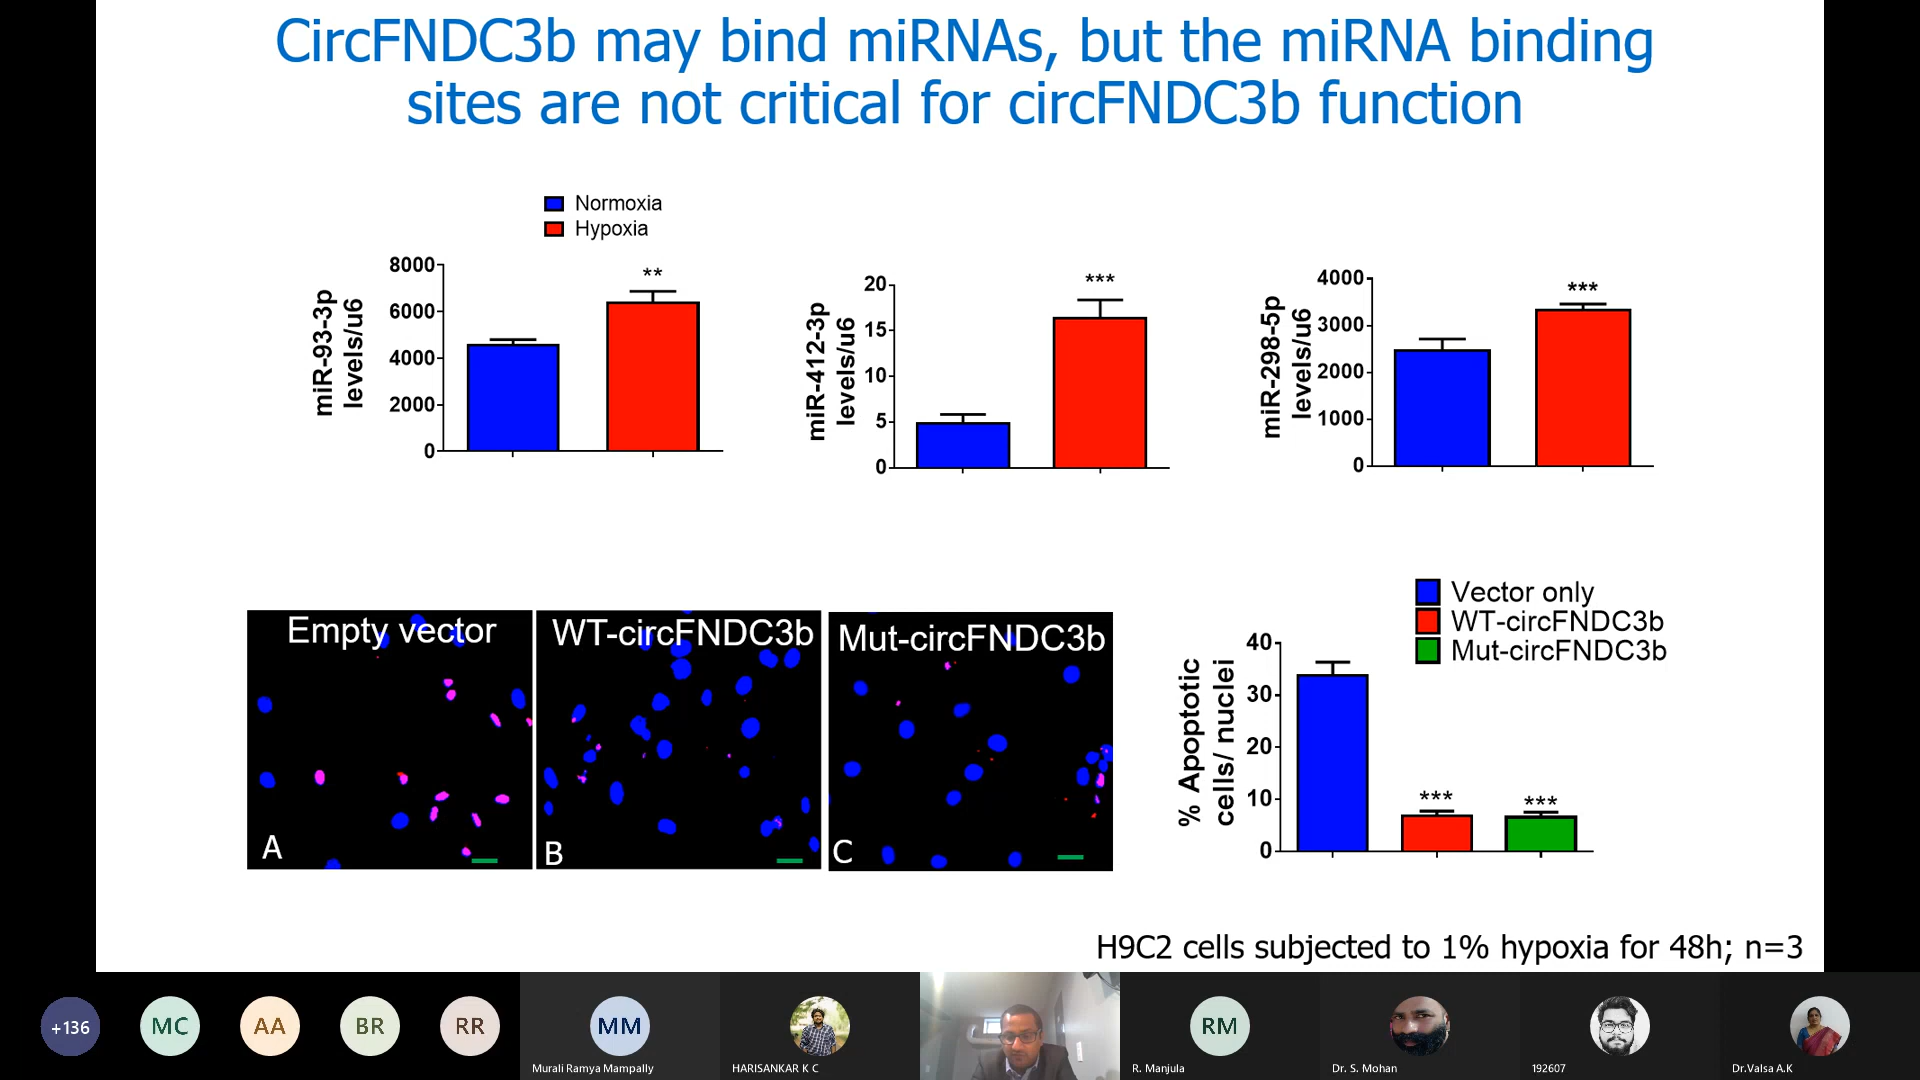 CircFNDC3b may bind miRNAs, but the miRNA binding
sites are not critical for circFNDC3b function
Normoxia
Hypoxia
miR-93-3p
levels/u6
8000
6000
4000
2000
0
**
miR-412-3p
levels/u6
20
15
10
5
0
***
miR-298-5p
levels/u6
4000
3000
2000
1000
0
***
Empty vector
A
WT-circFNDC3b
B
Mut-circFNDC3b
C
Vector only
WT-circFNDC3b
Mut-circFNDC3b
% Apoptotic
cells/ nuclei
40
30
20
10
0
***
***
H9C2 cells subjected to 1% hypoxia for 48h; n=3
+136
MC
AA
BR
RR
MM
Murali Ramya Mampally
HARISANKAR K C
RM
R. Manjula
Dr. S. Mohan
192607
Dr.Valsa A.K